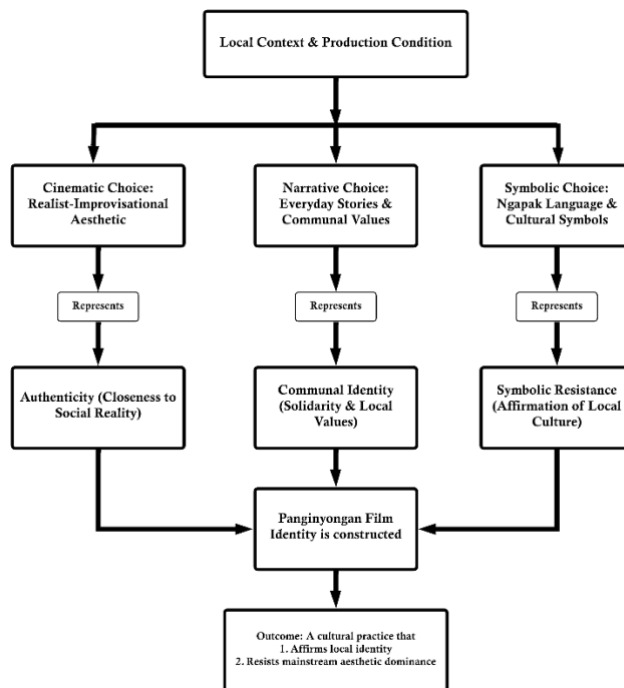 Local Context & Production Condition
Cinematic Choice:
Realist-Improvisational
Aesthetic
Narrative Choice:
Everyday Stories &
Communal Values
Symbolic Choice:
Ngapak Language &
Cultural Symbols
Represents
Represents
Represents
Authenticity (Closeness to
Social Reality)
Communal Identity
(Solidarity & Local
Values)
Symbolic Resistance
(Affirmation of Local
Culture)
Panginyongan Film
Identity is constructed
Outcome: A cultural practice that
1. Affirms local identity
2. Resists mainstream aesthetic dominance